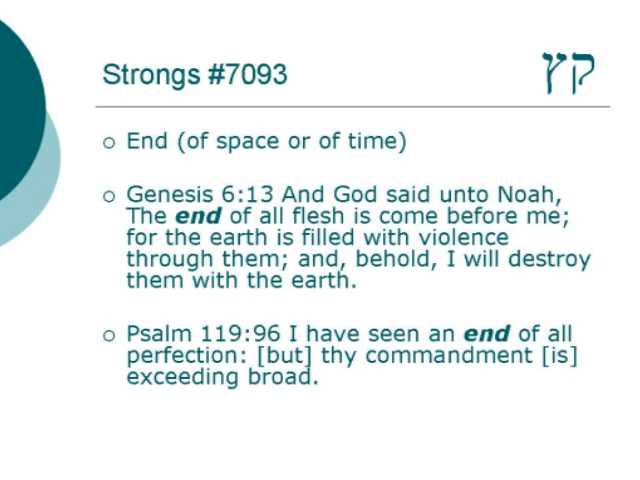 Strongs #7093 קץ
End (of space or of time)
Genesis 6:13 And God said unto Noah,
The end of all flesh is come before me;
for the earth is filled with violence
through them; and, behold, I will destroy
them with the earth.
Psalm 119:96 I have seen an end of all
perfection: [but] thy commandment [is]
exceeding broad.